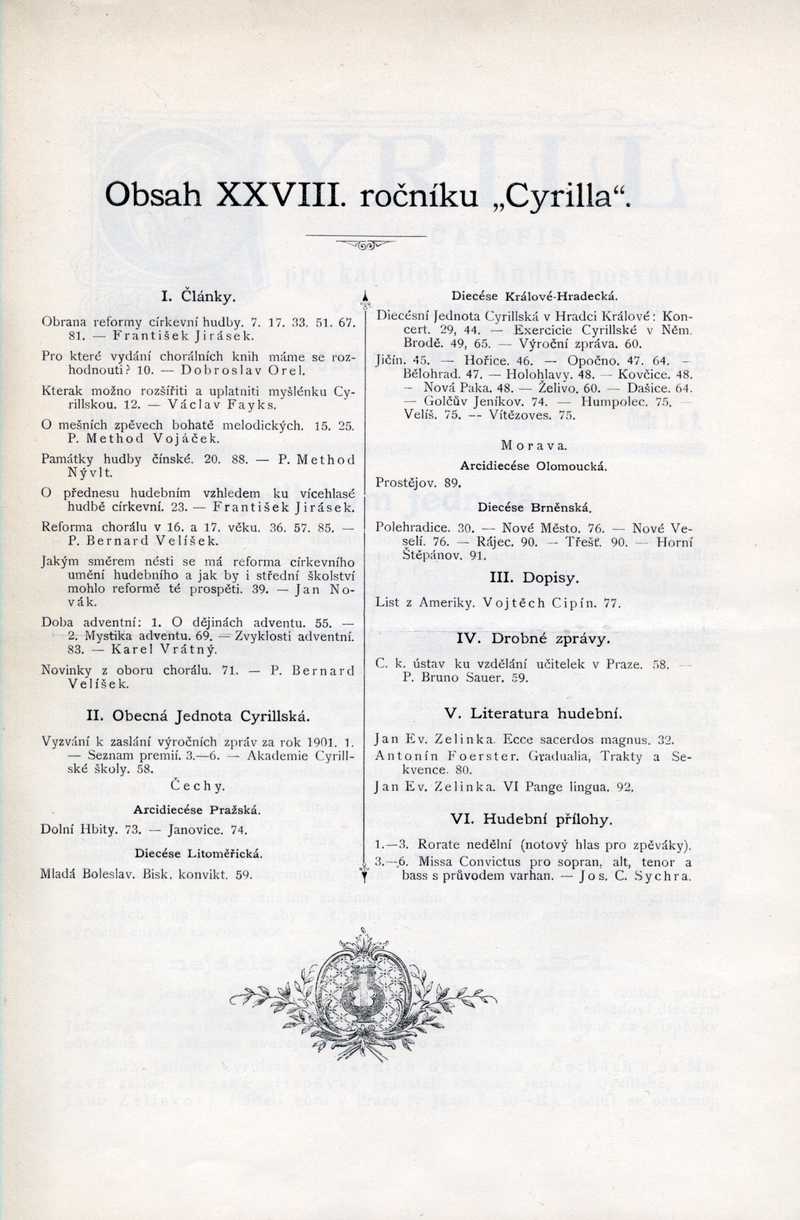 Obsah XXVIII. ročníku „Cyrilla“.
I. Články.
Obrana reformy církevní hudby. 7. 17. 33. 51. 67.
81. — František Jirásek.
Pro které vydání chorálních knih máme se roz-
hodnouti? 10. — Dobroslav Orel.
Kterak možno rozšířiti a uplatniti myšlénku Cy-
rillskou. 12. — Václav Fayks.
O mešních zpěvech bohatě melodických. 15. 25.
P. Method Vojáček.
Památky hudby čínské. 20. 88. — P. Method
Nývlt.
O přednesu hudebním vzhledem ku vícehlasé
hudbě církevní. 23. — František Jirásek.
Reforma chorálu v 16. a 17. věku. 36. 57. 85. —
P. Bernard Velíšek.
Jakým směrem nésti se má reforma církevního
umění hudebního a jak by i střední školství
mohlo reformě té prospěti. 39. — Jan No-
vák.
Doba adventní: 1. O dějinách adventu. 55. —
2. Mystika adventu. 69. — Zvyklosti adventní.
83. — Karel Vrátný.
Novinky z oboru chorálu. 71. — P. Bernard
Velíšek.
II. Obecná Jednota Cyrillská.
Vyzvání k zaslání výročních zpráv za rok 1901. 1.
— Seznam premií. 3.—6. — Akademie Cyrill-
ské školy. 58.
Čechy.
Arcidiecése Pražská.
Dolní Hbity. 73. — Janovice. 74.
Diecése Litoměřická.
Mladá Boleslav. Bisk. konvikt. 59.
Diecése Králové-Hradecká.
Diecésní Jednota Cyrillská v Hradci Králové: Kon-
cert. 29, 44. — Exercicie Cyrillské v Něm.
Brodě. 49, 65. — Výroční zpráva. 60.
Jičín. 45. — Hořice. 46. — Opočno. 47. 64. —
Bělohrad. 47. — Holohlavy. 48. — Kovčice. 48.
— Nová Paka. 48. — Želivo. 60. — Dašice. 64.
— Golčův Jeníkov. 74. — Humpolec. 75. —
Veliš. 75. — Vítězoves. 75.
Morava.
Arcidiecése Olomoucká.
Prostějov. 89.
Diecése Brněnská.
Polehradice. 30. — Nové Město. 76. — Nové Ve-
selí. 76. — Rájec. 90. — Třešť. 90. — Horní
Štěpánov. 91.
III. Dopisy.
List z Ameriky. Vojtěch Cipín. 77.
IV. Drobné zprávy.
C. k. ústav ku vzdělání učitelek v Praze. 58. —
P. Bruno Sauer. 59.
V. Literatura hudební.
Jan Ev. Zelinka. Ecce sacerdos magnus. 32.
Antonín Foerster. Gradualia, Trakty a Se-
kvence. 80.
Jan Ev. Zelinka. VI Pange lingua. 92.
VI. Hudební přílohy.
1.—3. Rorate nedělní (notový hlas pro zpěváky).
3.—6. Missa Convictus pro sopran, alt, tenor a
bass s průvodem varhan. — Jos. C. Sychra.